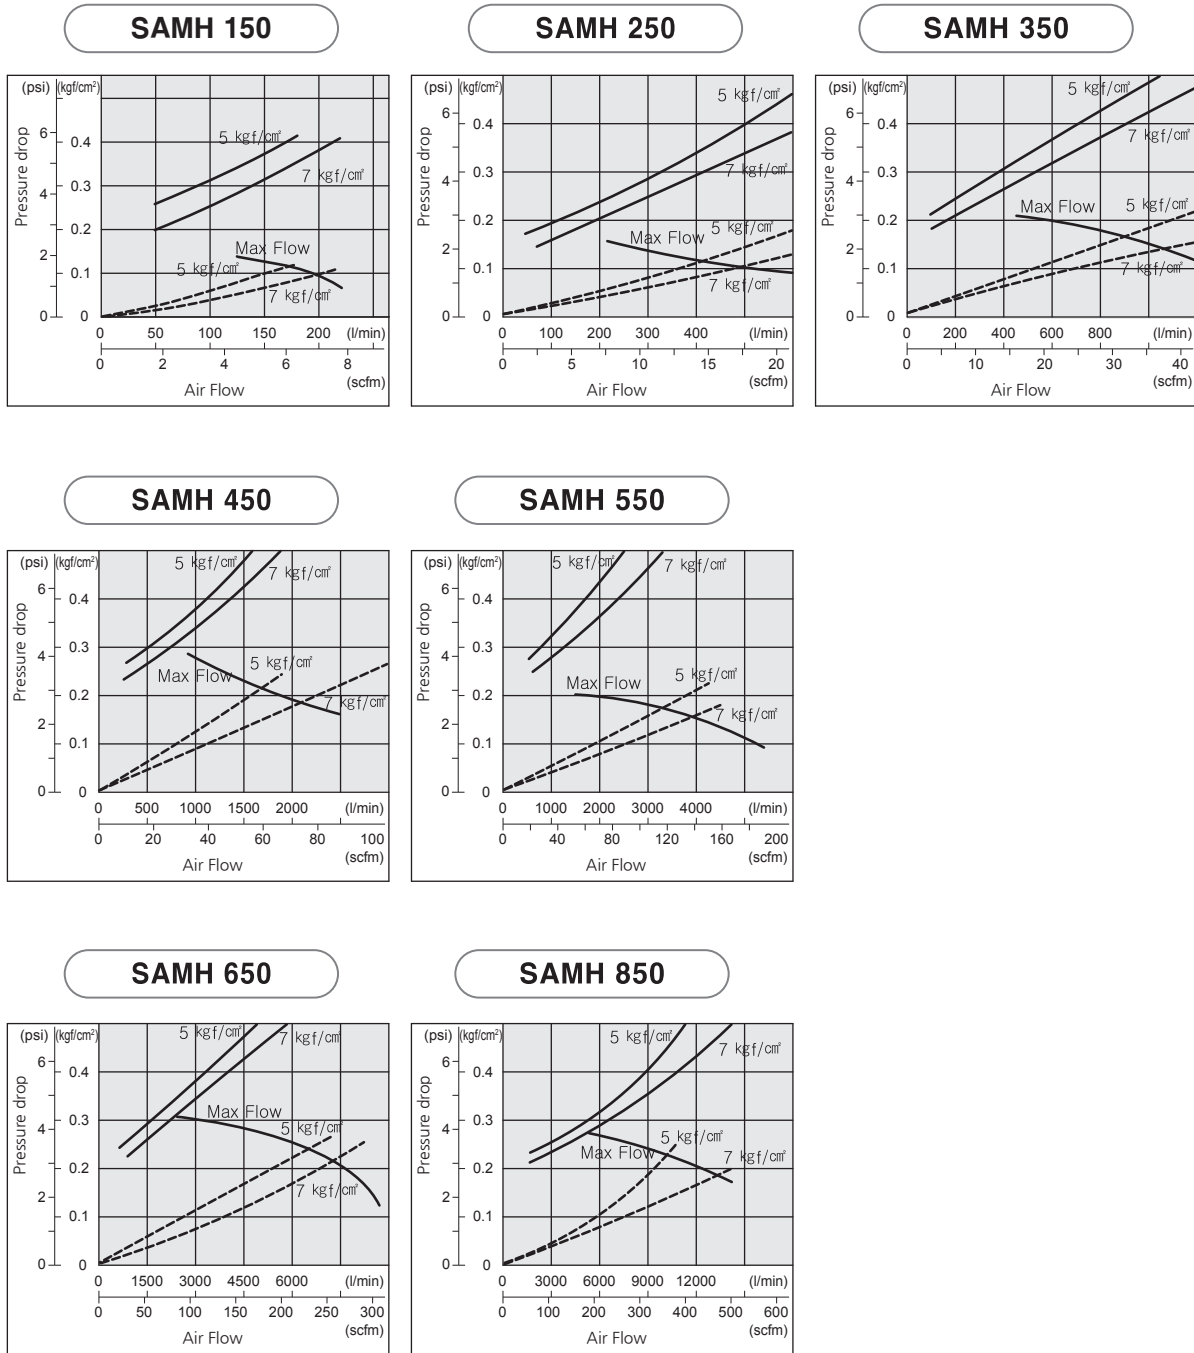 SAMH 150
(psi) (kgf/cm²)
Pressure drop
6
4
2
0
0.4
0.3
0.2
0.1
0
5 kgf/㎠
7 kgf/㎠
Max Flow
5 kgf/㎠
7 kgf/㎠
0 50 100 150 200 (l/min)
0 2 4 6 8
(scfm)
Air Flow
SAMH 250
(psi) (kgf/cm²)
Pressure drop
6
4
2
0
0.4
0.3
0.2
0.1
0
5 kgf/㎠
7 kgf/㎠
Max Flow
5 kgf/㎠
7 kgf/㎠
0 100 200 300 400 (l/min)
0 5 10 15 20
(scfm)
Air Flow
SAMH 350
(psi) (kgf/cm²)
Pressure drop
6
4
2
0
0.4
0.3
0.2
0.1
0
5 kgf/㎠
7 kgf/㎠
Max Flow
5 kgf/㎠
7 kgf/㎠
0 200 400 600 800 (l/min)
0 10 20 30 40
(scfm)
Air Flow
SAMH 450
(psi) (kgf/cm²)
Pressure drop
6
4
2
0
0.4
0.3
0.2
0.1
0
5 kgf/㎠
7 kgf/㎠
Max Flow
5 kgf/㎠
7 kgf/㎠
0 500 1000 1500 2000 (l/min)
0 20 40 60 80 100
(scfm)
Air Flow
SAMH 550
(psi) (kgf/cm²)
Pressure drop
6
4
2
0
0.4
0.3
0.2
0.1
0
5 kgf/㎠
7 kgf/㎠
Max Flow
5 kgf/㎠
7 kgf/㎠
0 1000 2000 3000 4000 (l/min)
0 40 80 120 160 200
(scfm)
Air Flow
SAMH 650
(psi) (kgf/cm²)
Pressure drop
6
4
2
0
0.4
0.3
0.2
0.1
0
5 kgf/㎠
7 kgf/㎠
Max Flow
5 kgf/㎠
7 kgf/㎠
0 1500 3000 4500 6000 (l/min)
0 50 100 150 200 250 300
(scfm)
Air Flow
SAMH 850
(psi) (kgf/cm²)
Pressure drop
6
4
2
0
0.4
0.3
0.2
0.1
0
5 kgf/㎠
7 kgf/㎠
Max Flow
5 kgf/㎠
7 kgf/㎠
0 3000 6000 9000 12000 (l/min)
0 100 200 300 400 500 600
(scfm)
Air Flow